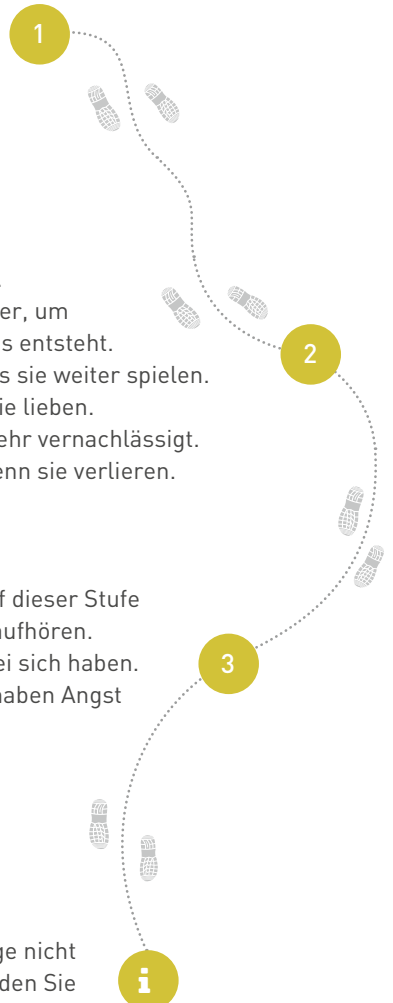 1
er, um
s entsteht.
s sie weiter spielen.
2
ie lieben.
ehr vernachlässigt.
enn sie verlieren.
f dieser Stufe
aufhören.
ei sich haben.
3
haben Angst
ge nicht
den Sie
i